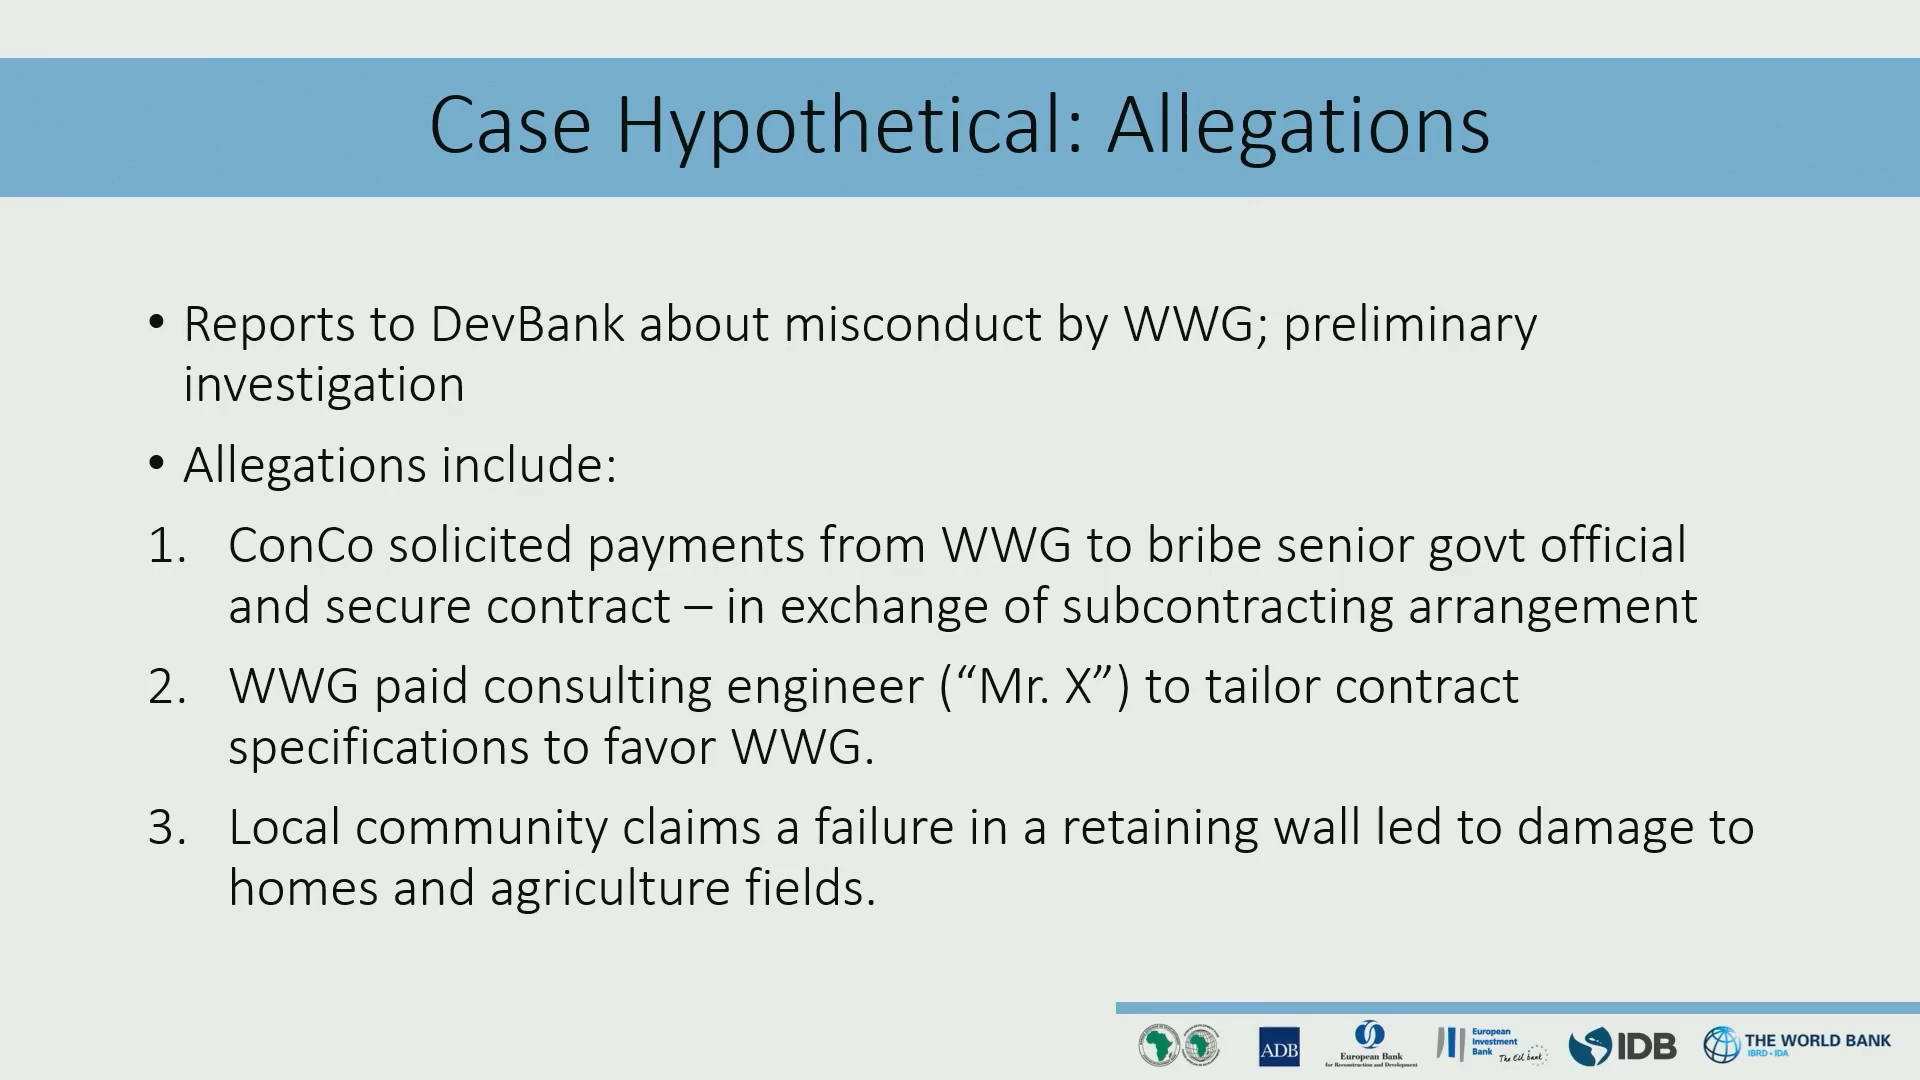 Case Hypothetical: Allegations
• Reports to DevBank about misconduct by WWG; preliminary
investigation
• Allegations include:
1. ConCo solicited payments from WWG to bribe senior govt official
and secure contract – in exchange of subcontracting arrangement
2. WWG paid consulting engineer (“Mr. X”) to tailor contract
specifications to favor WWG.
3. Local community claims a failure in a retaining wall led to damage to
homes and agriculture fields.
ADB
European Bank
for Reconstruction and Development
European
Investment
Bank
The EU bank
IDB
THE WORLD BANK
IBRD • IDA